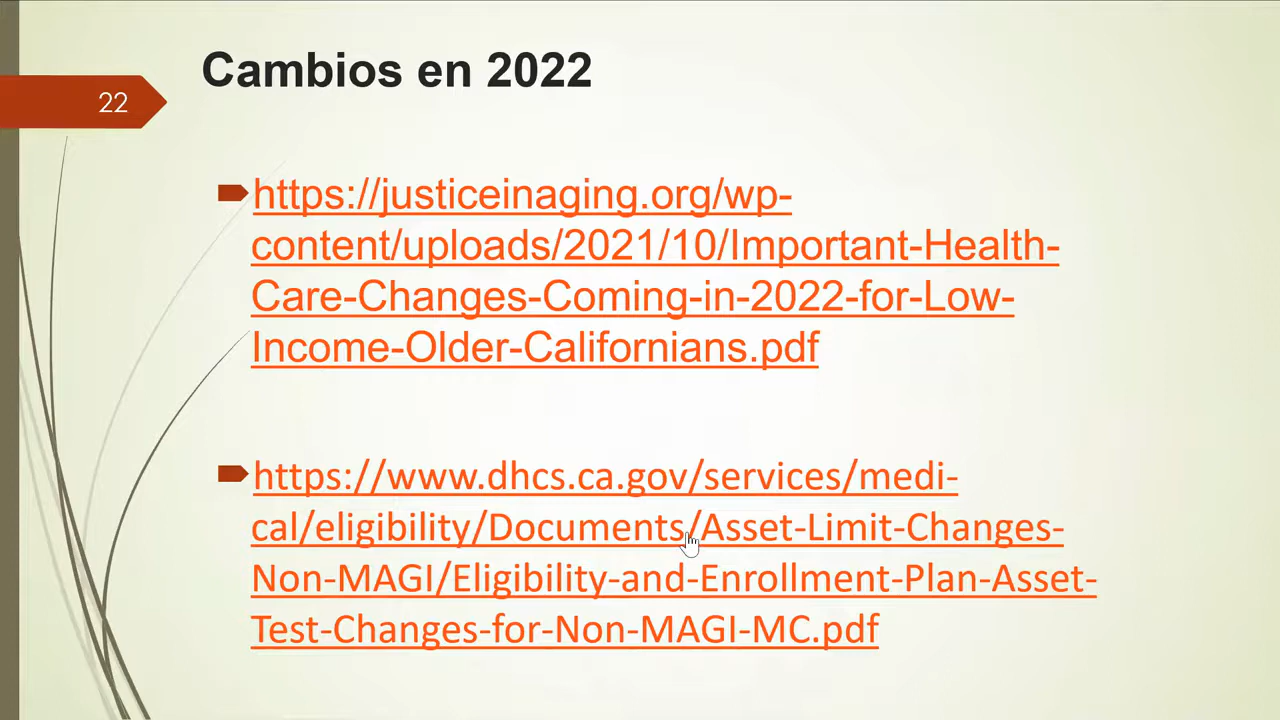 Cambios en 2022
22
https://justiceinaging.org/wp-
content/uploads/2021/10/Important-Health-
Care-Changes-Coming-in-2022-for-Low-
Income-Older-Californians.pdf
https://www.dhcs.ca.gov/services/medi-
cal/eligibility/Documents/Asset-Limit-Changes-
Non-MAGI/Eligibility-and-Enrollment-Plan-Asset-
Test-Changes-for-Non-MAGI-MC.pdf